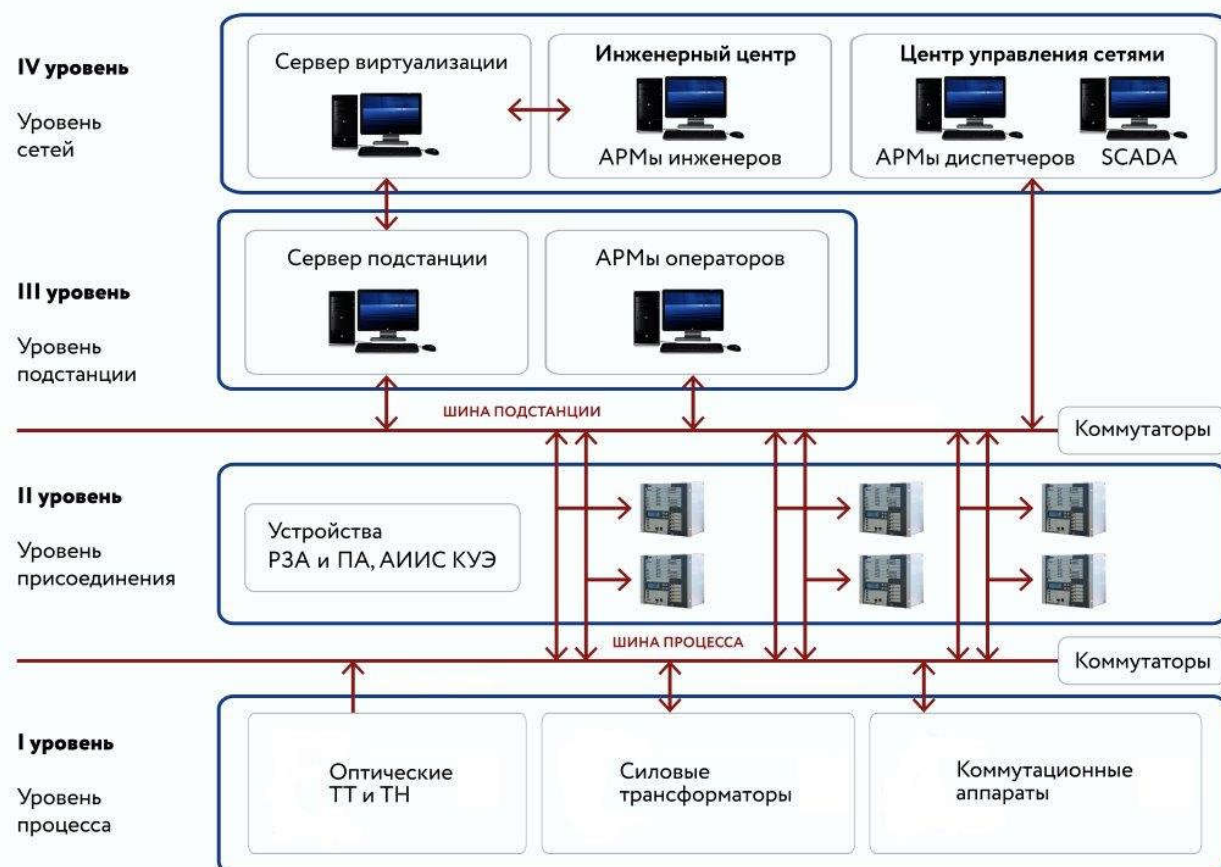 IV уровень
Уровень
сетей
Сервер виртуализации
Инженерный центр
АРМы инженеров
Центр управления сетями
АРМы диспетчеров
SCADA
III уровень
Уровень
подстанции
Сервер подстанции
АРМы операторов
ШИНА ПОДСТАНЦИИ
Коммутаторы
II уровень
Уровень
присоединения
Устройства
РЗА и ПА, АИИС КУЭ
ШИНА ПРОЦЕССА
Коммутаторы
I уровень
Уровень
процесса
Оптические
ТТ и ТН
Силовые
трансформаторы
Коммутационные
аппараты